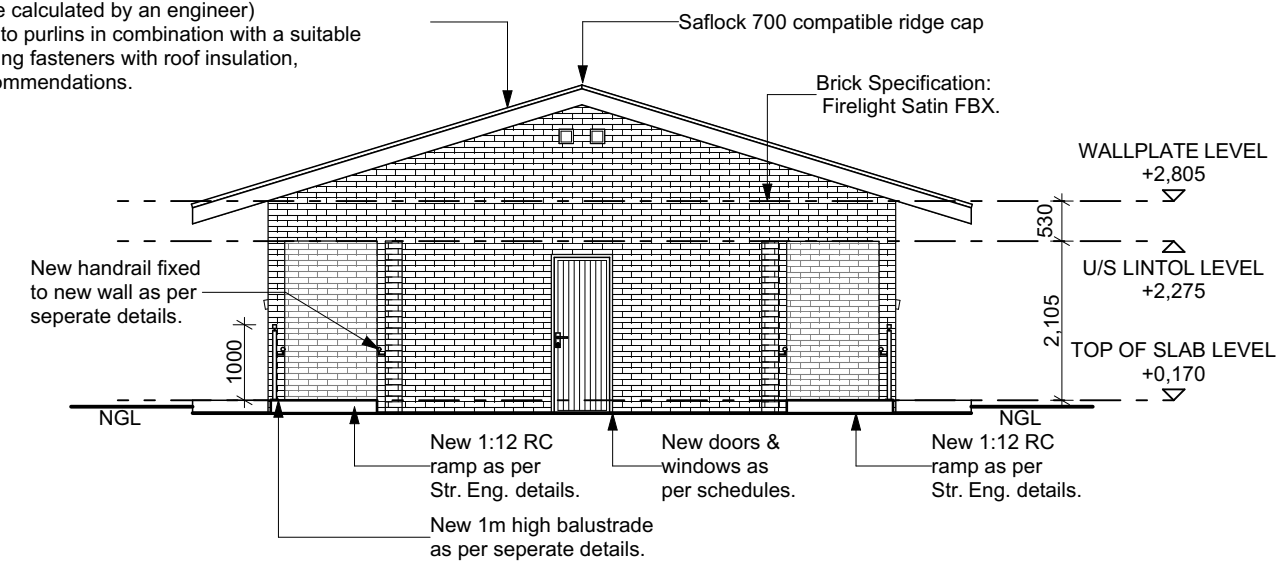 e calculated by an engineer)
to purlins in combination with a suitable
ing fasteners with roof insulation,
commendations.
Saflock 700 compatible ridge cap
Brick Specification:
Firelight Satin FBX.
WALLPLATE LEVEL
+2,805
530
U/S LINTOL LEVEL
+2,275
2,105
TOP OF SLAB LEVEL
+0,170
New handrail fixed
to new wall as per
seperate details.
1000
NGL
NGL
New 1:12 RC
ramp as per
Str. Eng. details.
New doors &
windows as
per schedules.
New 1:12 RC
ramp as per
Str. Eng. details.
New 1m high balustrade
as per seperate details.